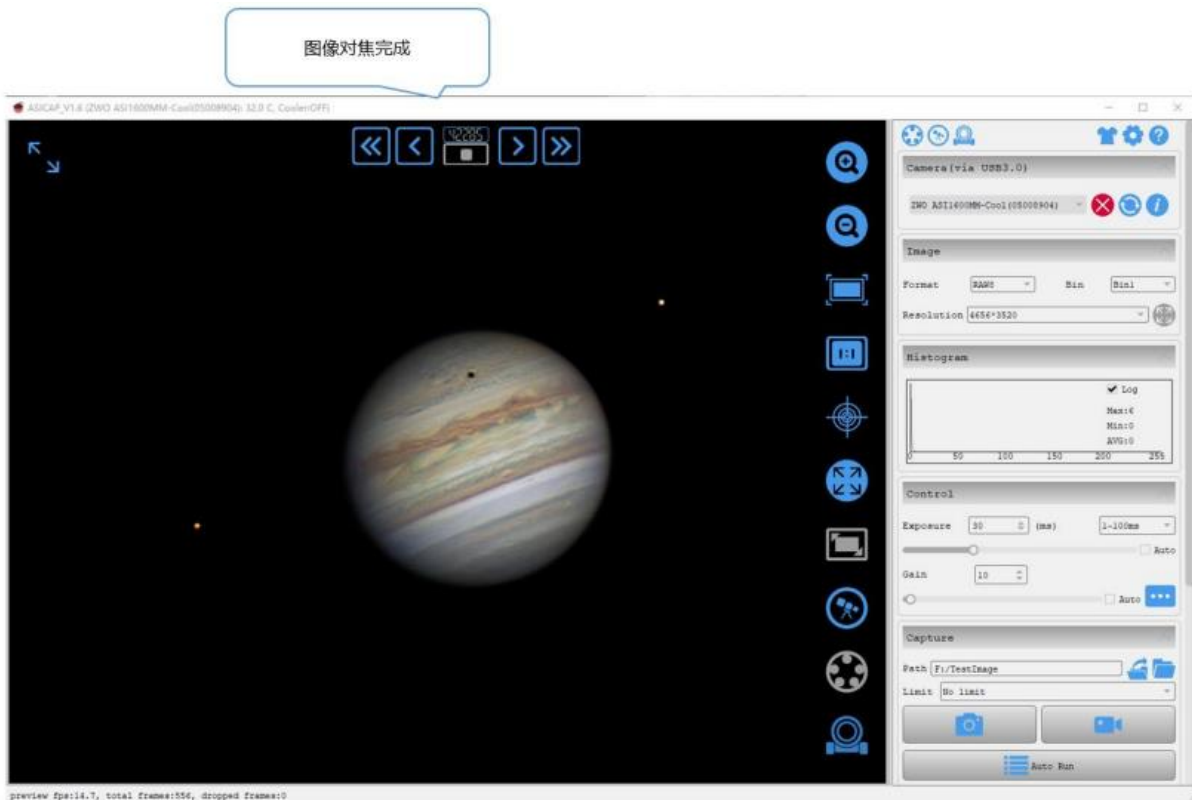 图像对焦完成
ASICAP_V1.6 (ZWO ASI1600MM-Cool(05008904): 32.0 C, Cooler:OFF)
Camera(via USB3.0)
ZWO ASI1600MM-Cool(05008904)
Image
Format RAW8 Bin Bin1
Resolution 4656*3520
1:1
Histogram
Log
Max:6
Min:0
AVG:0
0 50 100 150 200 255
Control
Exposure 30 (ms) 1-100ms
Auto
Gain 10
Auto
Capture
Path F:/TestImage
Limit No limit
Auto Run
preview fps:14.7, total frames:556, dropped frames:0